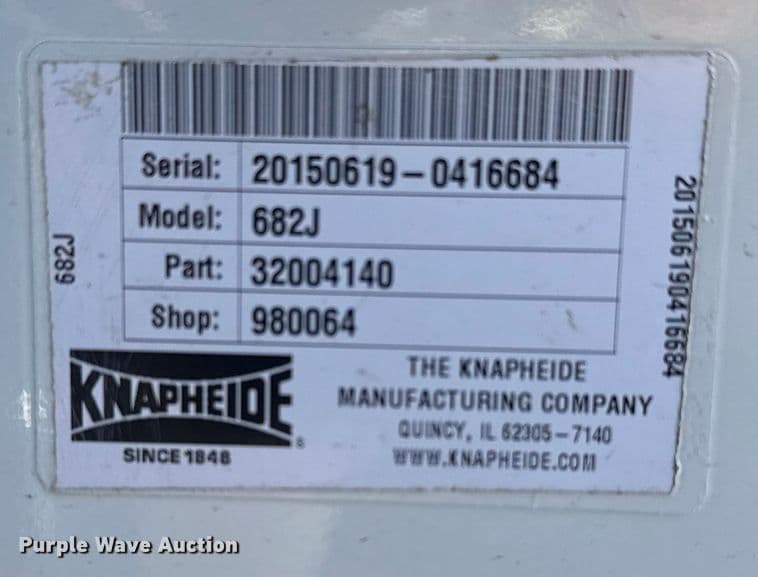 Serial: 20150619-0416684
Model: 682J
Part: 32004140
Shop: 980064
682J
201506190416684
KNAPHEIDE®
SINCE 1848
THE KNAPHEIDE
MANUFACTURING COMPANY
QUINCY, IL 62305-7140
WWW.KNAPHEIDE.COM
Purple Wave Auction